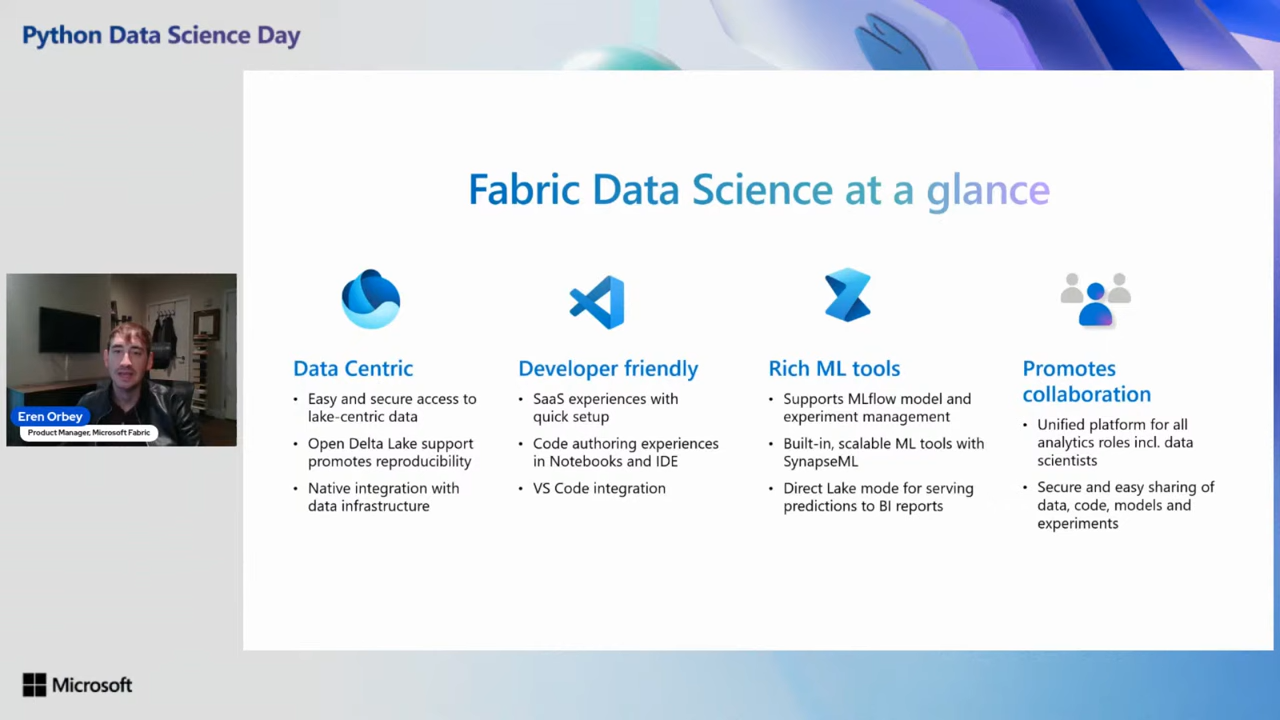 Python Data Science Day
Fabric Data Science at a glance
Data Centric
• Easy and secure access to
lake-centric data
• Open Delta Lake support
promotes reproducibility
• Native integration with
data infrastructure
Developer friendly
• SaaS experiences with
quick setup
• Code authoring experiences
in Notebooks and IDE
• VS Code integration
Rich ML tools
• Supports MLflow model and
experiment management
• Built-in, scalable ML tools with
SynapseML
• Direct Lake mode for serving
predictions to BI reports
Promotes
collaboration
• Unified platform for all
analytics roles incl. data
scientists
• Secure and easy sharing of
data, code, models and
experiments
Eren Orbey
Product Manager, Microsoft Fabric
Microsoft